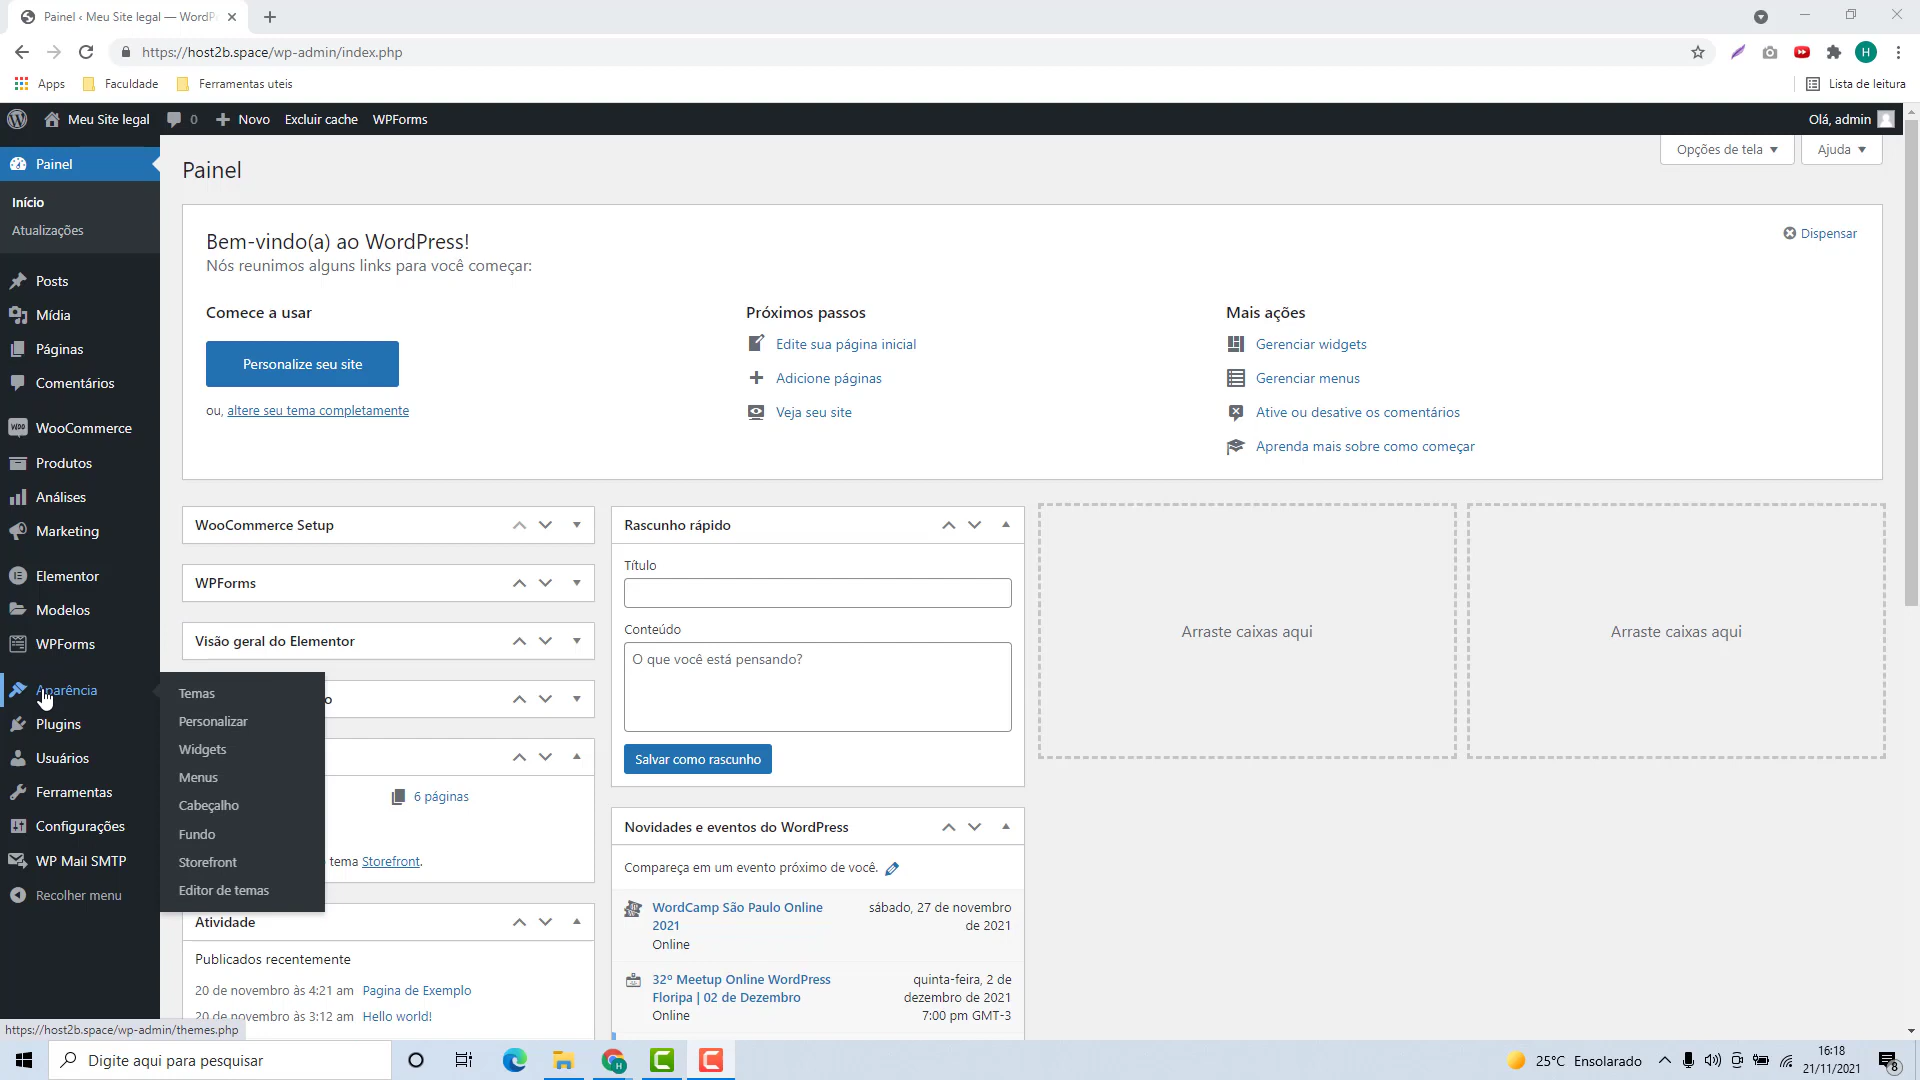 Painel ‹ Meu Site legal — WordP
https://host2b.space/wp-admin/index.php
H
Apps
Faculdade
Ferramentas uteis
Lista de leitura
Meu Site legal
0
Novo
Excluir cache
WPForms
Olá, admin
Painel
Início
Atualizações
Posts
Mídia
Páginas
Comentários
WooCommerce
Produtos
Análises
Marketing
Elementor
Modelos
WPForms
Aparência
Plugins
Usuários
Ferramentas
Configurações
WP Mail SMTP
Recolher menu
Temas
Personalizar
Widgets
Menus
Cabeçalho
Fundo
Storefront
Editor de temas
Opções de tela
Ajuda
Painel
Bem-vindo(a) ao WordPress!
Nós reunimos alguns links para você começar:
Dispensar
Comece a usar
Personalize seu site
ou, altere seu tema completamente
Próximos passos
Edite sua página inicial
Adicione páginas
Veja seu site
Mais ações
Gerenciar widgets
Gerenciar menus
Ative ou desative os comentários
Aprenda mais sobre como começar
WooCommerce Setup
WPForms
Visão geral do Elementor
o
6 páginas
tema Storefront.
Atividade
Publicados recentemente
20 de novembro às 4:21 am Pagina de Exemplo
20 de novembro às 3:12 am Hello world!
Rascunho rápido
Título
Conteúdo
O que você está pensando?
Salvar como rascunho
Novidades e eventos do WordPress
Compareça em um evento próximo de você.
WordCamp São Paulo Online
2021
Online
sábado, 27 de novembro
de 2021
32º Meetup Online WordPress
Floripa | 02 de Dezembro
Online
quinta-feira, 2 de
dezembro de 2021
7:00 pm GMT-3
Arraste caixas aqui
Arraste caixas aqui
https://host2b.space/wp-admin/themes.php
Digite aqui para pesquisar
25°C Ensolarado
16:18
21/11/2021
8